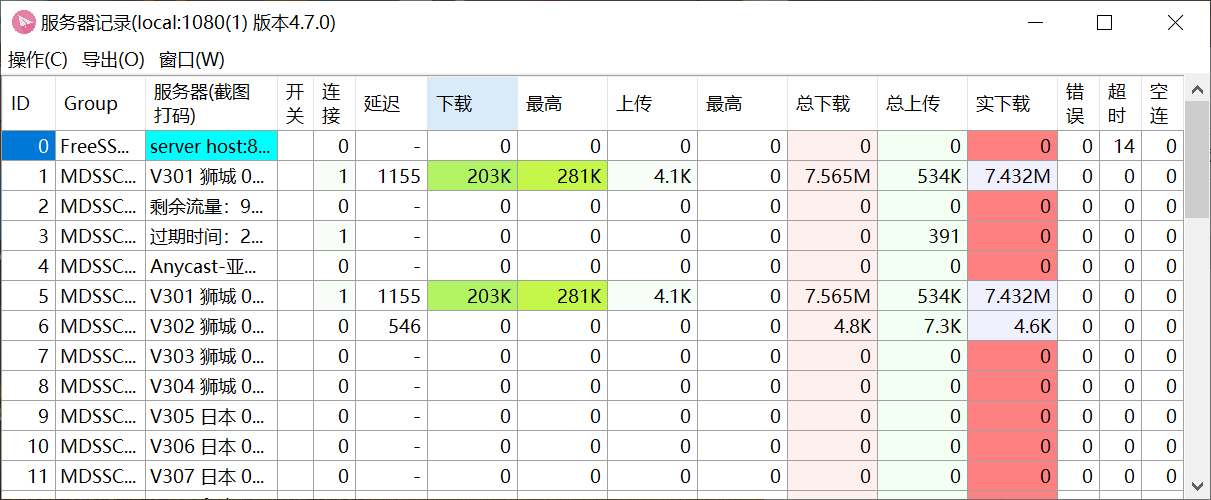 服务器记录(local:1080(1) 版本4.7.0)
操作(C) 导出(O) 窗口(W)
ID Group 服务器(截图打码) 开关 连接 延迟 下载 最高 上传 最高 总下载 总上传 实下载 错误 超时 空连
0 FreeSS... server host:8... 0 - 0 0 0 0 0 0 0 0 14 0
1 MDSSC... V301 狮城 0... 1 1155 203K 281K 4.1K 0 7.565M 534K 7.432M 0 0 0
2 MDSSC... 剩余流量：9... 0 - 0 0 0 0 0 0 0 0 0 0
3 MDSSC... 过期时间：2... 1 - 0 0 0 0 0 391 0 0 0 0
4 MDSSC... Anycast-亚... 0 - 0 0 0 0 0 0 0 0 0 0
5 MDSSC... V301 狮城 0... 1 1155 203K 281K 4.1K 0 7.565M 534K 7.432M 0 0 0
6 MDSSC... V302 狮城 0... 0 546 0 0 0 0 4.8K 7.3K 4.6K 0 0 0
7 MDSSC... V303 狮城 0... 0 - 0 0 0 0 0 0 0 0 0 0
8 MDSSC... V304 狮城 0... 0 - 0 0 0 0 0 0 0 0 0 0
9 MDSSC... V305 日本 0... 0 - 0 0 0 0 0 0 0 0 0 0
10 MDSSC... V306 日本 0... 0 - 0 0 0 0 0 0 0 0 0 0
11 MDSSC... V307 日本 0... 0 - 0 0 0 0 0 0 0 0 0 0